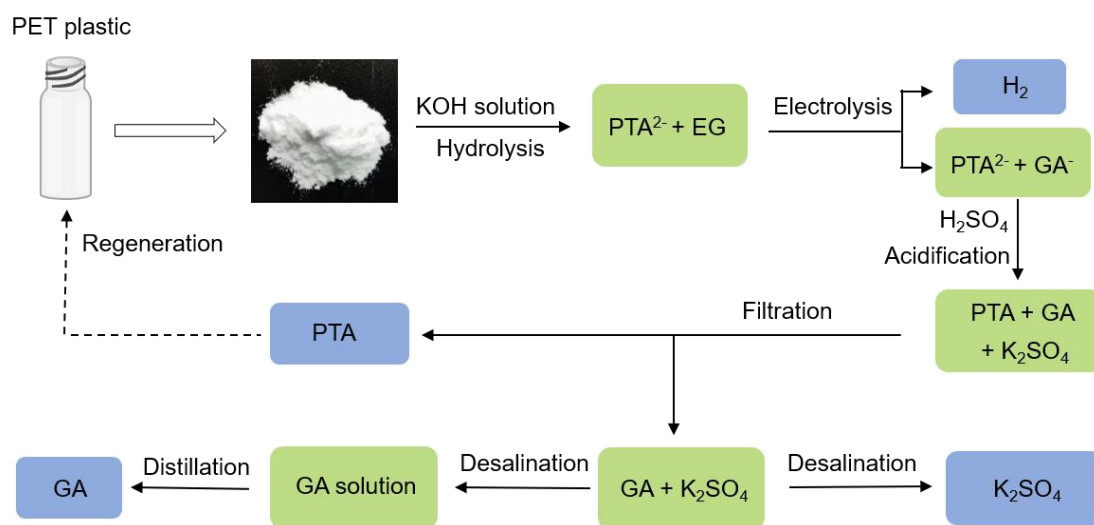 PET plastic
KOH solution
Hydrolysis
PTA²⁻ + EG
Electrolysis
H₂
PTA²⁻ + GA⁻
H₂SO₄
Acidification
Regeneration
PTA
Filtration
PTA + GA
+ K₂SO₄
GA
Distillation
GA solution
Desalination
GA + K₂SO₄
Desalination
K₂SO₄